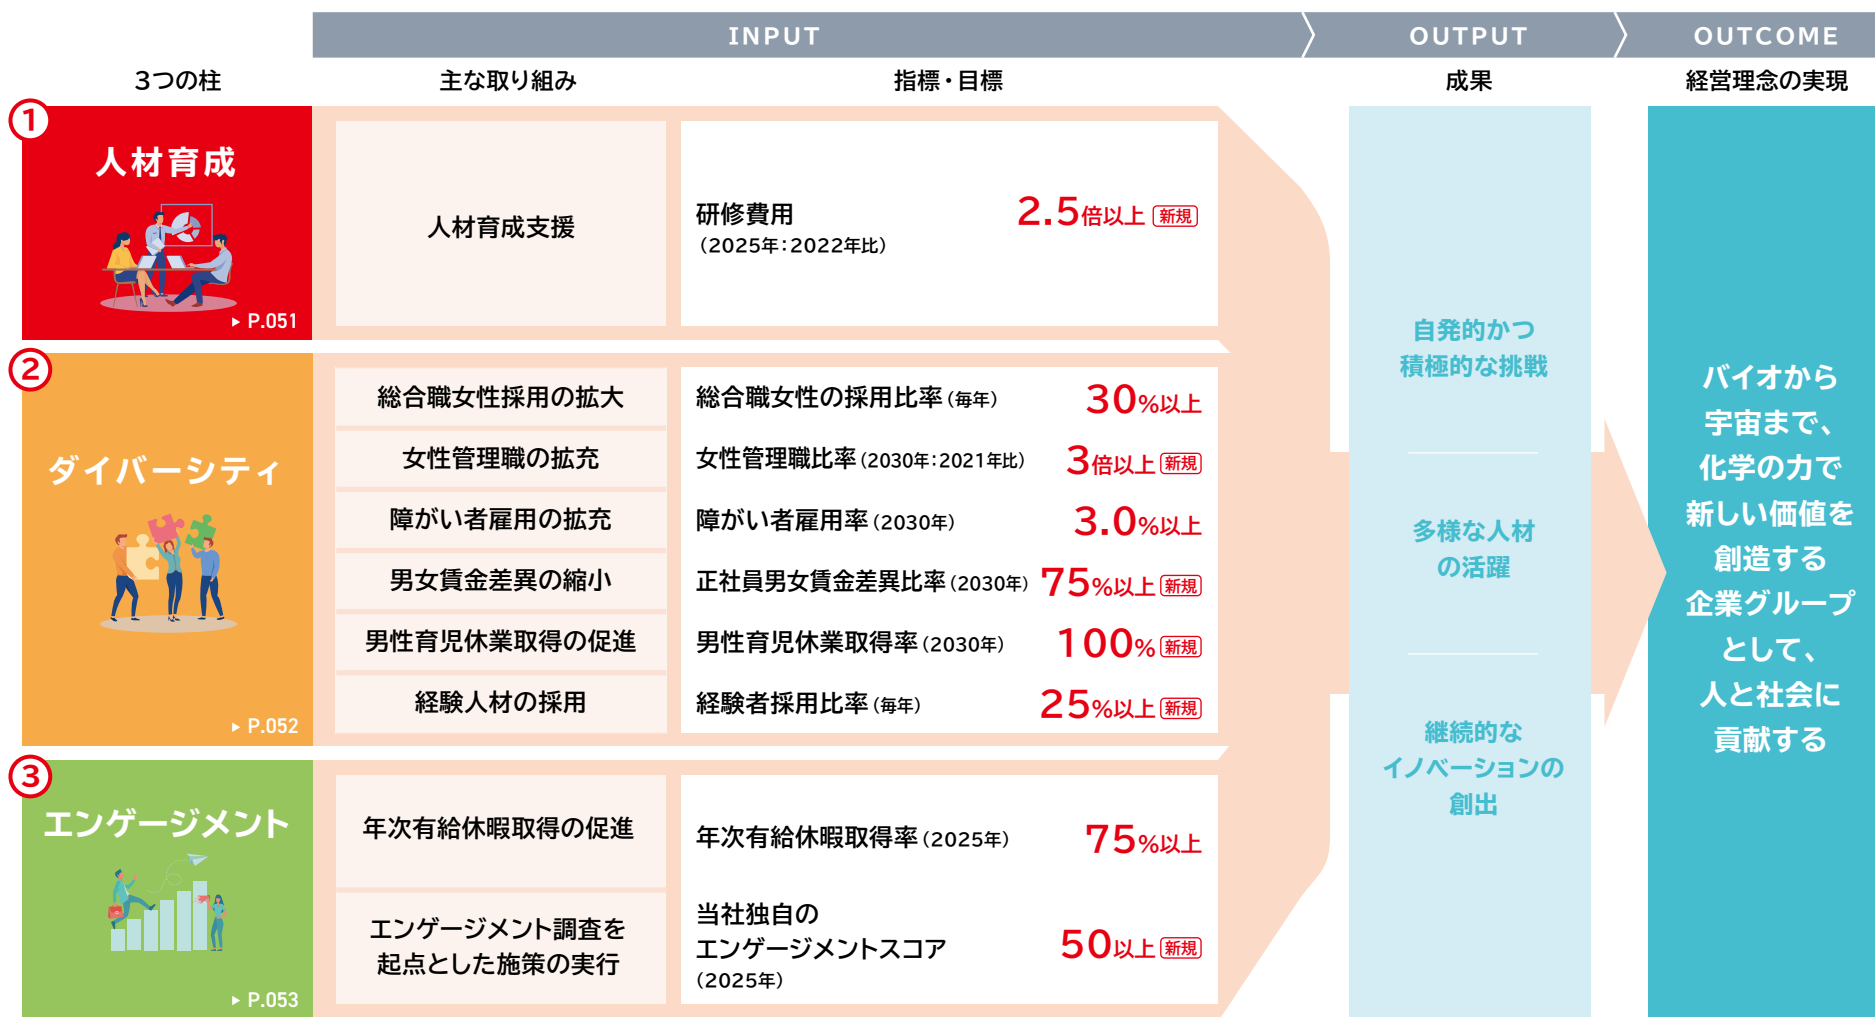 INPUT
OUTPUT
OUTCOME
3つの柱
主な取り組み
指標・目標
成果
経営理念の実現
1
人材育成
▶ P.051
人材育成支援
研修費用
（2025年：2022年比）
2.5倍以上 新規
2
ダイバーシティ
▶ P.052
総合職女性採用の拡大
総合職女性の採用比率（毎年）
30%以上
女性管理職の拡充
女性管理職比率（2030年：2021年比）
3倍以上 新規
障がい者雇用の拡充
障がい者雇用率（2030年）
3.0%以上
男女賃金差異の縮小
正社員男女賃金差異比率（2030年）
75%以上 新規
男性育児休業取得の促進
男性育児休業取得率（2030年）
100% 新規
経験人材の採用
経験者採用比率（毎年）
25%以上 新規
3
エンゲージメント
▶ P.053
年次有給休暇取得の促進
年次有給休暇取得率（2025年）
75%以上
エンゲージメント調査を
起点とした施策の実行
当社独自の
エンゲージメントスコア
（2025年）
50以上 新規
自発的かつ
積極的な挑戦
多様な人材
の活躍
継続的な
イノベーションの
創出
バイオから
宇宙まで、
化学の力で
新しい価値を
創造する
企業グループ
として、
人と社会に
貢献する